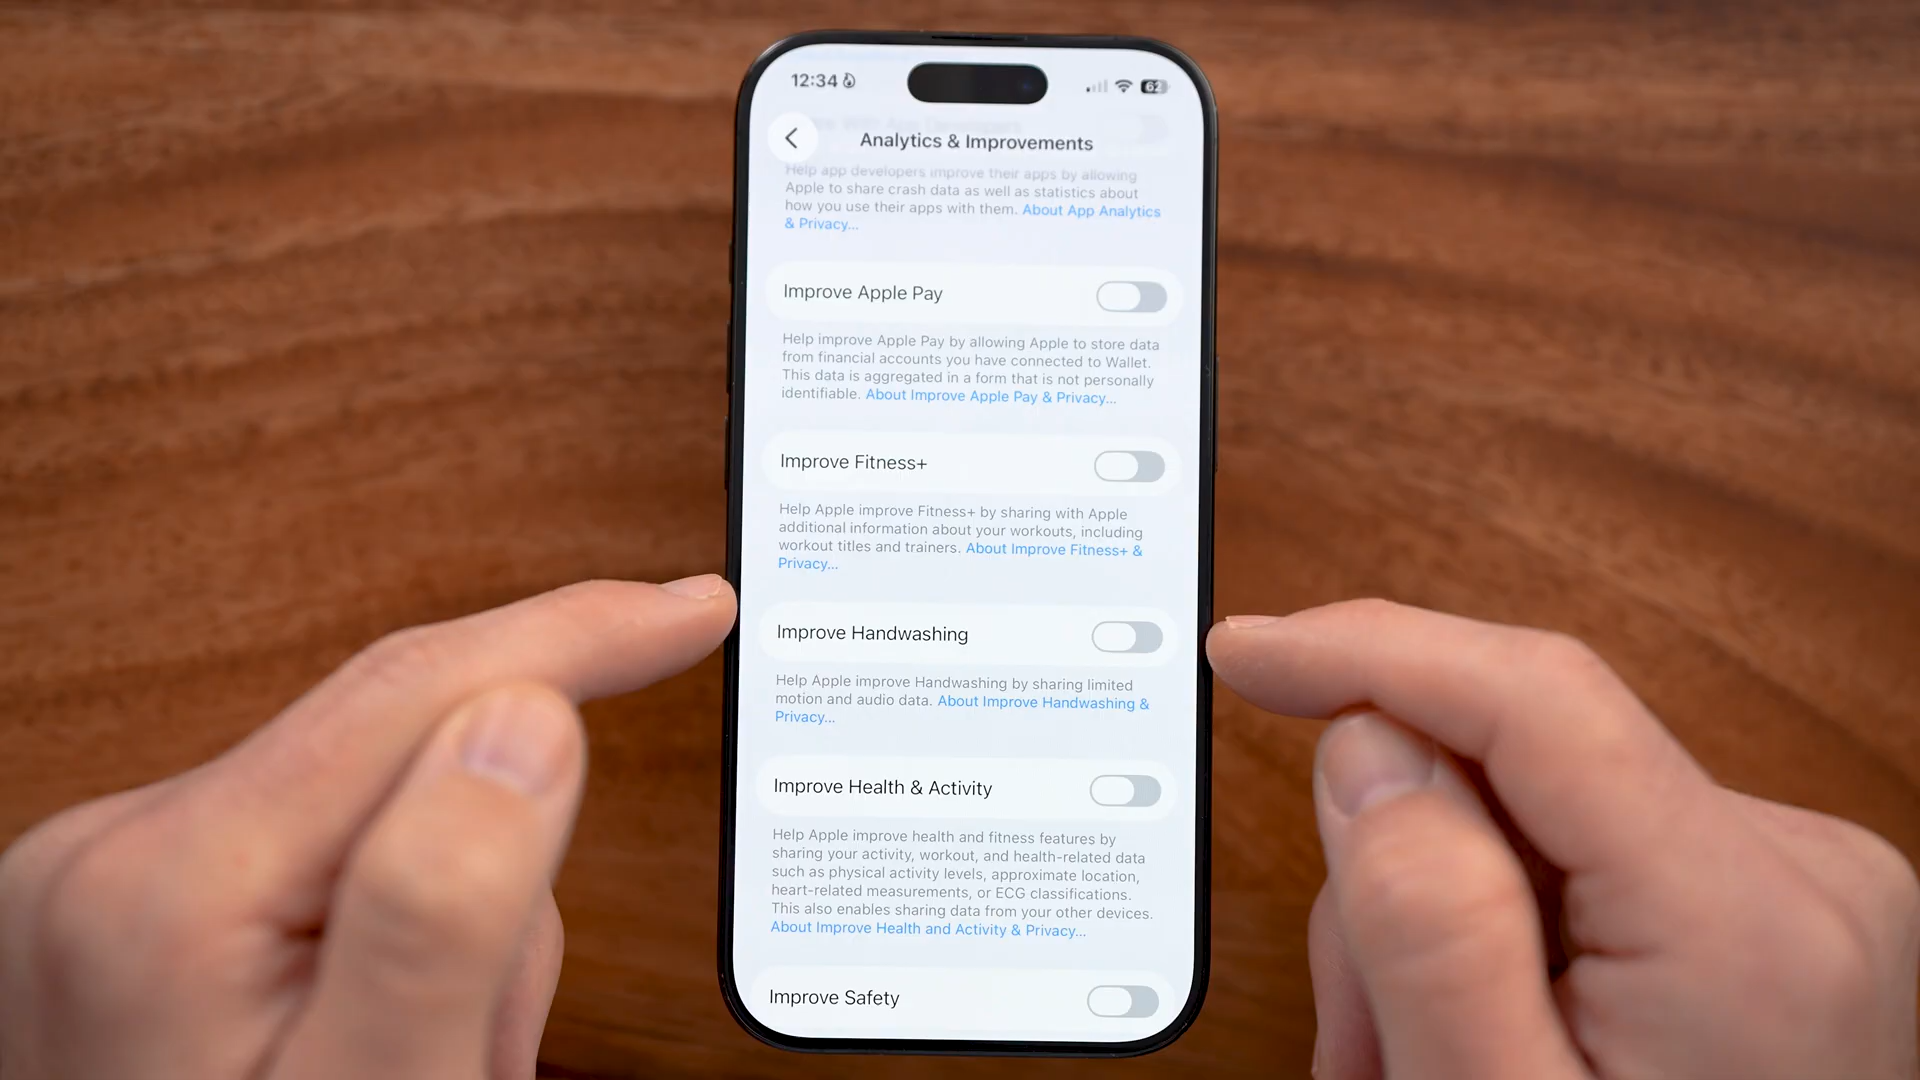 12:34
62
Analytics & Improvements
Help app developers improve their apps by allowing
Apple to share crash data as well as statistics about
how you use their apps with them. About App Analytics
& Privacy...
Improve Apple Pay
Help improve Apple Pay by allowing Apple to store data
from financial accounts you have connected to Wallet.
This data is aggregated in a form that is not personally
identifiable. About Improve Apple Pay & Privacy...
Improve Fitness+
Help Apple improve Fitness+ by sharing with Apple
additional information about your workouts, including
workout titles and trainers. About Improve Fitness+ &
Privacy...
Improve Handwashing
Help Apple improve Handwashing by sharing limited
motion and audio data. About Improve Handwashing &
Privacy...
Improve Health & Activity
Help Apple improve health and fitness features by
sharing your activity, workout, and health-related data
such as physical activity levels, approximate location,
heart-related measurements, or ECG classifications.
This also enables sharing data from your other devices.
About Improve Health and Activity & Privacy...
Improve Safety